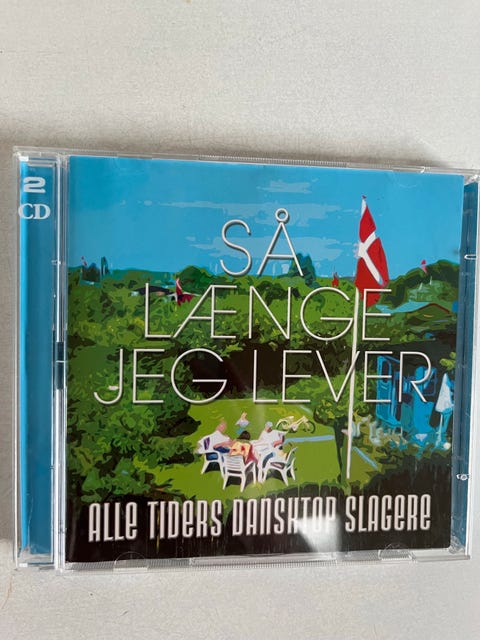 2
CD
SÅ
LÆNGE
JEG LEVER
ALLE TIDERS DANSKTOP SLAGERE